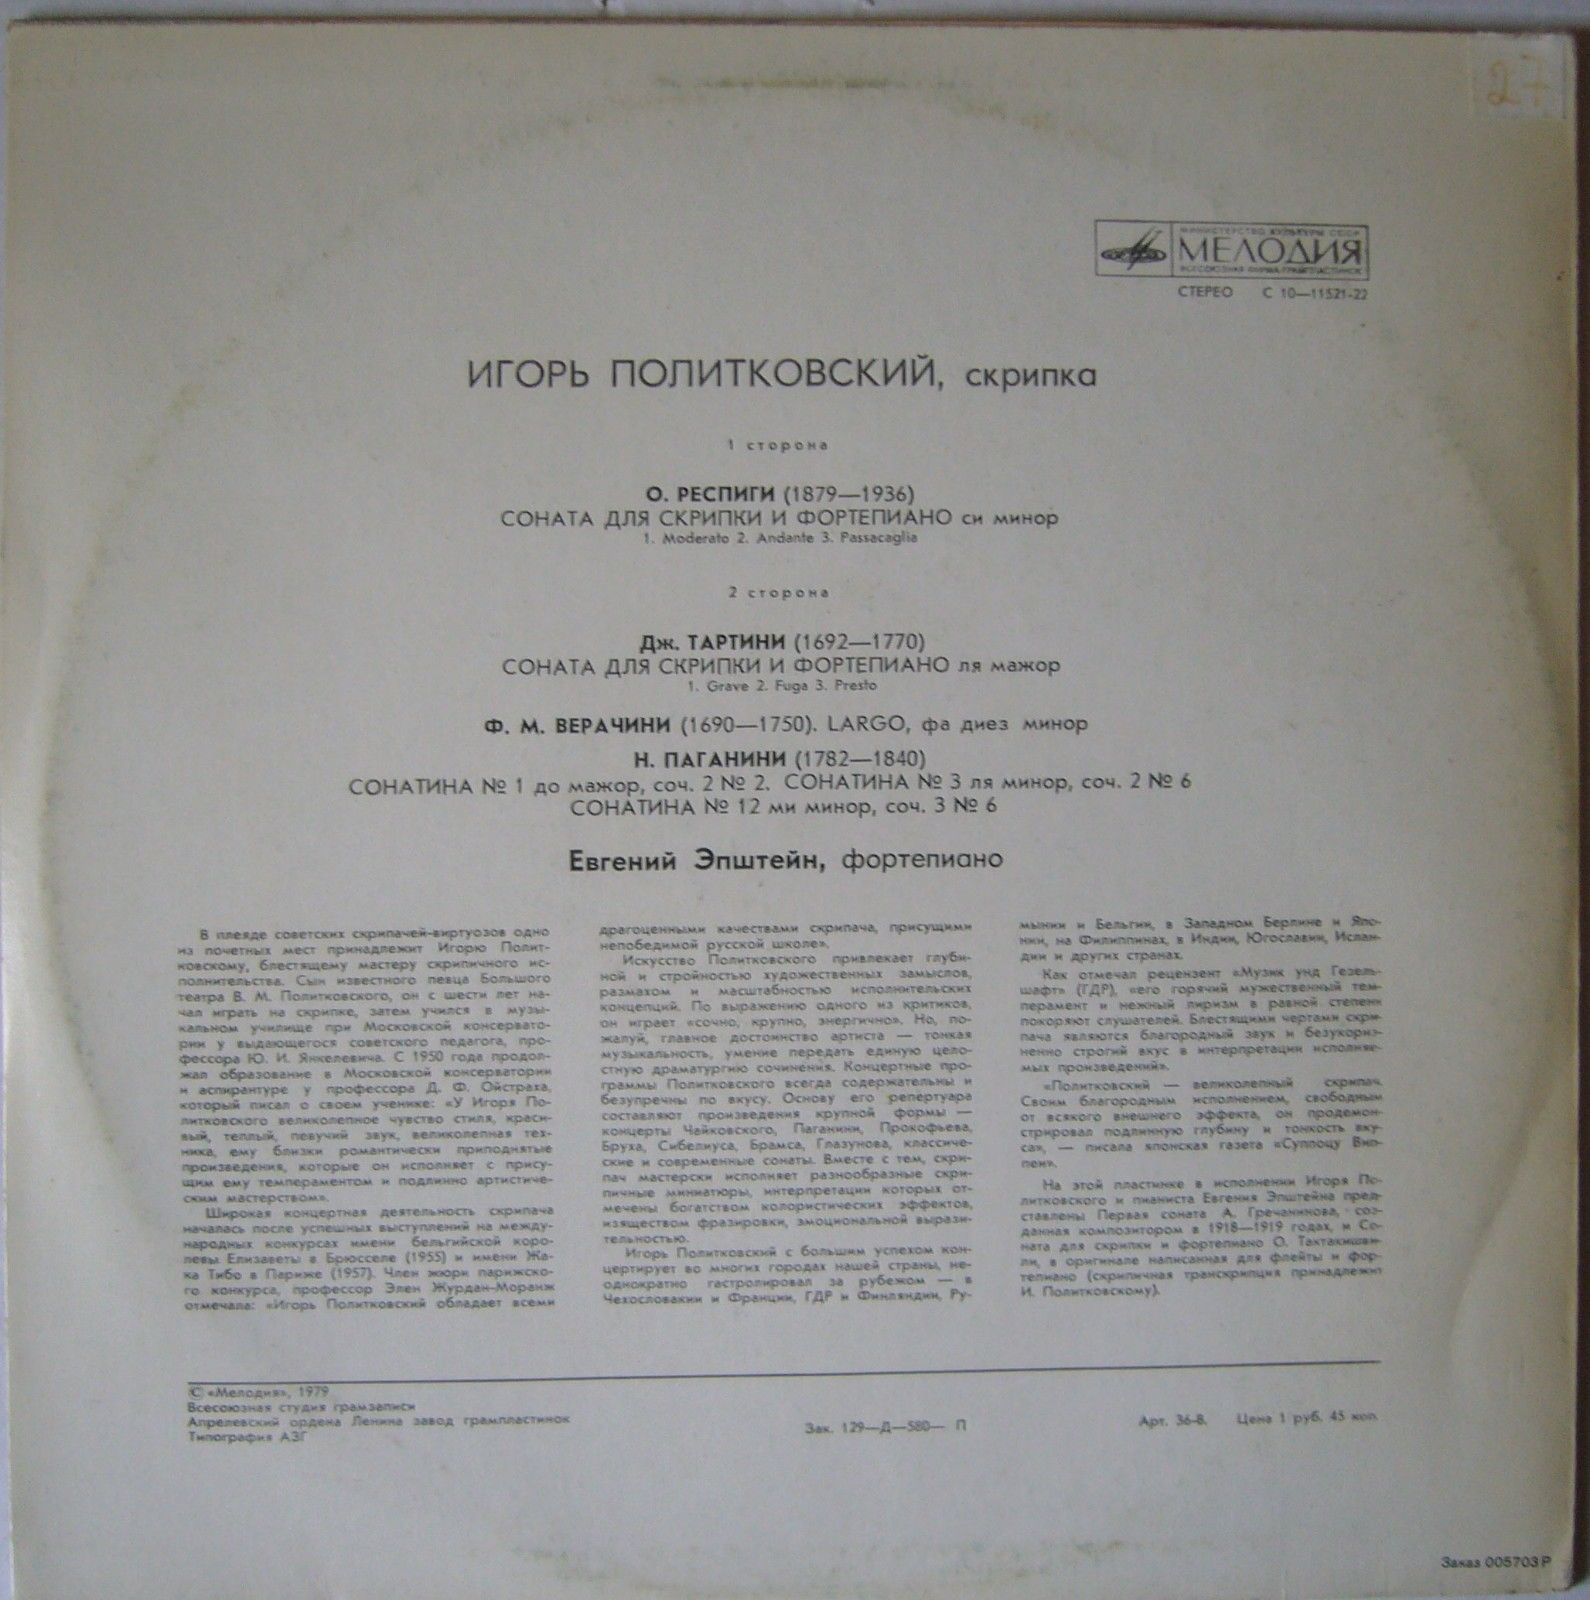 27
МИНИСТЕРСТВО КУЛЬТУРЫ СССР
МЕЛОДИЯ
ВСЕСОЮЗНАЯ ФИРМА ГРАМПЛАСТИНОК
СТЕРЕО С 10—11521-22
ИГОРЬ ПОЛИТКОВСКИЙ, скрипка
1 сторона
О. РЕСПИГИ (1879—1936)
СОНАТА ДЛЯ СКРИПКИ И ФОРТЕПИАНО си минор
1. Moderato 2. Andante 3. Passacaglia
2 сторона
Дж. ТАРТИНИ (1692—1770)
СОНАТА ДЛЯ СКРИПКИ И ФОРТЕПИАНО ля мажор
1. Grave 2. Fuga 3. Presto
Ф. М. ВЕРАЧИНИ (1690—1750). LARGO, фа диез минор
Н. ПАГАНИНИ (1782—1840)
СОНАТИНА № 1 до мажор, соч. 2 № 2. СОНАТИНА № 3 ля минор, соч. 2 № 6
СОНАТИНА № 12 ми минор, соч. 3 № 6
Евгений Эпштейн, фортепиано
В плеяде советских скрипачей-виртуозов одно
из почетных мест принадлежит Игорю Полит-
ковскому, блестящему мастеру скрипичного ис-
полнительства. Сын известного певца Большого
театра В. М. Политковского, он с шести лет на-
чал играть на скрипке, затем учился в музы-
кальном училище при Московской консервато-
рии у выдающегося советского педагога, про-
фессора Ю. И. Янкелевича. С 1950 года продол-
жал образование в Московской консерватории
и аспирантуре у профессора Д. Ф. Ойстраха,
который писал о своем ученике: «У Игоря По-
литковского великолепное чувство стиля, краси-
вый, теплый, певучий звук, великолепная тех-
ника, ему близки романтически приподнятые
произведения, которые он исполняет с прису-
щим ему темпераментом и подлинно артистиче-
ским мастерством».
Широкая концертная деятельность скрипача
началась после успешных выступлений на между-
народных конкурсах имени бельгийской коро-
левы Елизаветы в Брюсселе (1955) и имени Жа-
ка Тибо в Париже (1957). Член жюри парижско-
го конкурса, профессор Элен Журдан-Моранж
отмечала: «Игорь Политковский обладает всеми
драгоценными качествами скрипача, присущими
непобедимой русской школе».
Искусство Политковского привлекает глуби-
ной и стройностью художественных замыслов,
размахом и масштабностью исполнительских
концепций. По выражению одного из критиков,
он играет «сочно, крупно, энергично». Но, по-
жалуй, главное достоинство артиста — тонкая
музыкальность, умение передать единую цело-
стную драматургию сочинения. Концертные про-
граммы Политковского всегда содержательны и
безупречны по вкусу. Основу его репертуара
составляют произведения крупной формы —
концерты Чайковского, Паганини, Прокофьева,
Бруха, Сибелиуса, Брамса, Глазунова, классиче-
ские и современные сонаты. Вместе с тем, скри-
пач мастерски исполняет разнообразные скри-
пичные миниатюры, интерпретации которых от-
мечены богатством колористических эффектов,
изяществом фразировки, эмоциональной вырази-
тельностью.
Игорь Политковский с большим успехом кон-
цертирует во многих городах нашей страны, не-
однократно гастролировал за рубежом — в
Чехословакии и Франции, ГДР и Финляндии, Ру-
мынии и Бельгии, в Западном Берлине и Япо-
нии, на Филиппинах, в Индии, Югославии, Ислан-
дии и других странах.
Как отмечал рецензент «Музик унд Гезель-
шафт» (ГДР), «его горячий мужественный тем-
перамент и нежный лиризм в равной степени
покоряют слушателей. Блестящими чертами скри-
пача являются благородный звук и безукориз-
ненно строгий вкус в интерпретации исполняе-
мых произведений».
«Политковский — великолепный скрипач.
Своим благородным исполнением, свободным
от всякого внешнего эффекта, он продемон-
стрировал подлинную глубину и тонкость вку-
са», — писала японская газета «Суппоцу Нип-
пон».
На этой пластинке в исполнении Игоря По-
литковского и пианиста Евгения Эпштейна пред-
ставлены Первая соната А. Гречанинова, соз-
данная композитором в 1918—1919 годах, и Со-
ната для скрипки и фортепиано О. Тактакишви-
ли, в оригинале написанная для флейты и фор-
тепиано (скрипичная транскрипция принадлежит
И. Политковскому).
© «Мелодия», 1979
Всесоюзная студия грамзаписи
Апрелевский ордена Ленина завод грампластинок
Типография АЗГ
Зак. 129—Д—580— П
Арт. 36-8. Цена 1 руб. 45 коп.
Заказ 005703 Р